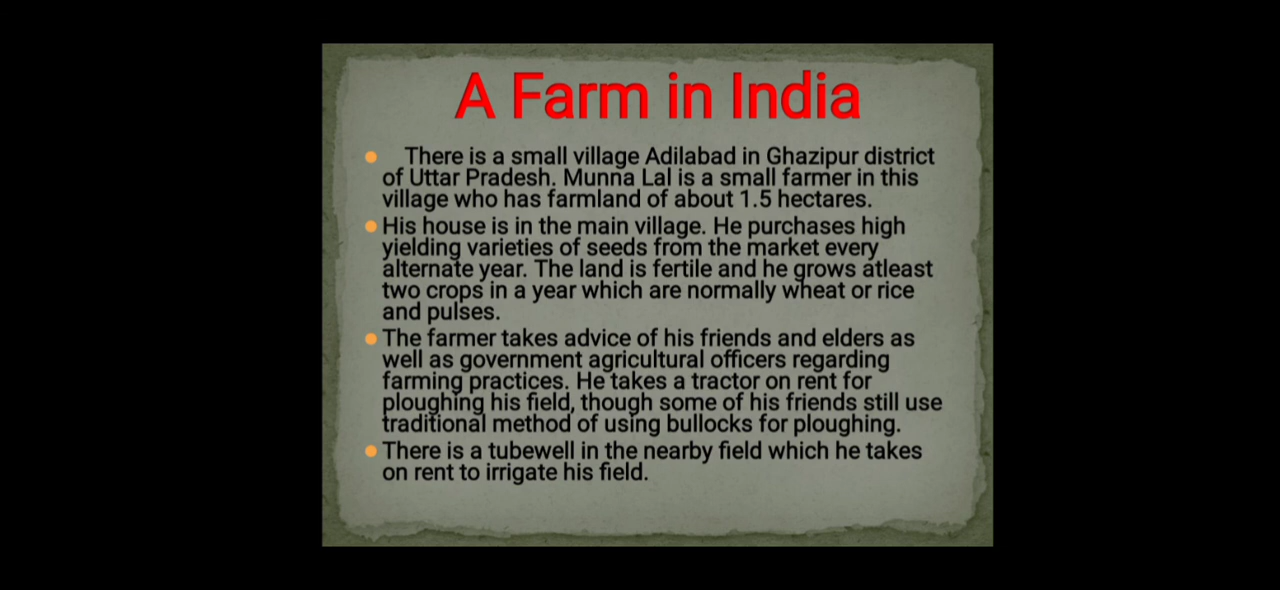 A Farm in India
There is a small village Adilabad in Ghazipur district
of Uttar Pradesh. Munna Lal is a small farmer in this
village who has farmland of about 1.5 hectares.
His house is in the main village. He purchases high
yielding varieties of seeds from the market every
alternate year. The land is fertile and he grows atleast
two crops in a year which are normally wheat or rice
and pulses.
The farmer takes advice of his friends and elders as
well as government agricultural officers regarding
farming practices. He takes a tractor on rent for
ploughing his field, though some of his friends still use
traditional method of using bullocks for ploughing.
There is a tubewell in the nearby field which he takes
on rent to irrigate his field.